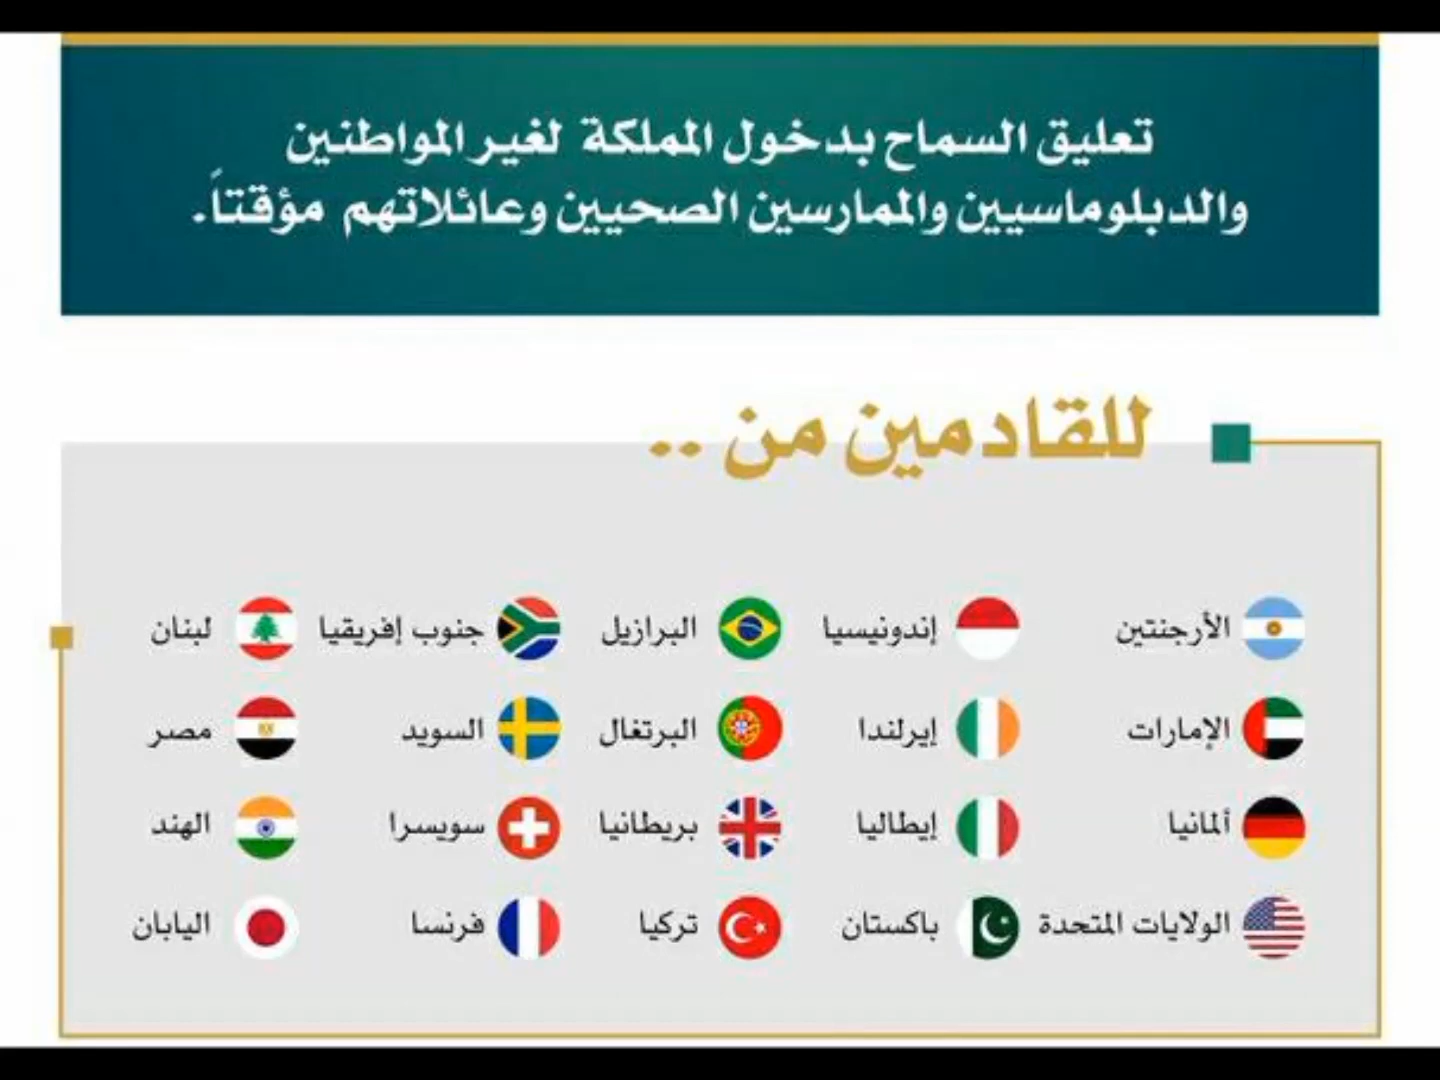 تعليق السماح بدخول المملكة لغير المواطنين
والدبلوماسيين والممارسين الصحيين وعائلاتهم مؤقتاً.
للقادمين من ..
الأرجنتين إندونيسيا البرازيل جنوب إفريقيا لبنان
الإمارات إيرلندا البرتغال السويد مصر
ألمانيا إيطاليا بريطانيا سويسرا الهند
الولايات المتحدة باكستان تركيا فرنسا اليابان